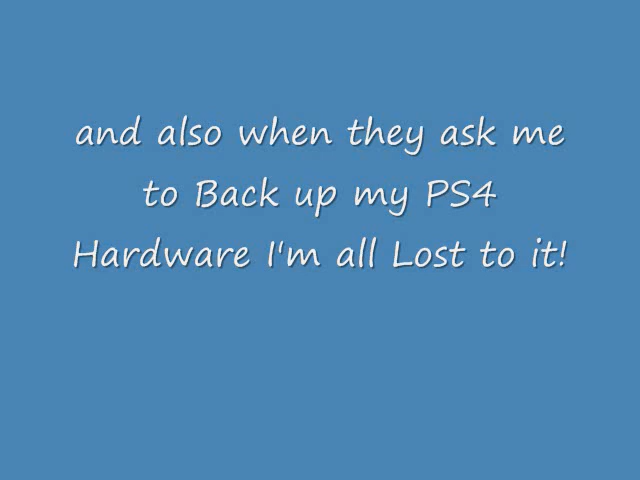 and also when they ask me
to Back up my PS4
Hardware I'm all Lost to it!